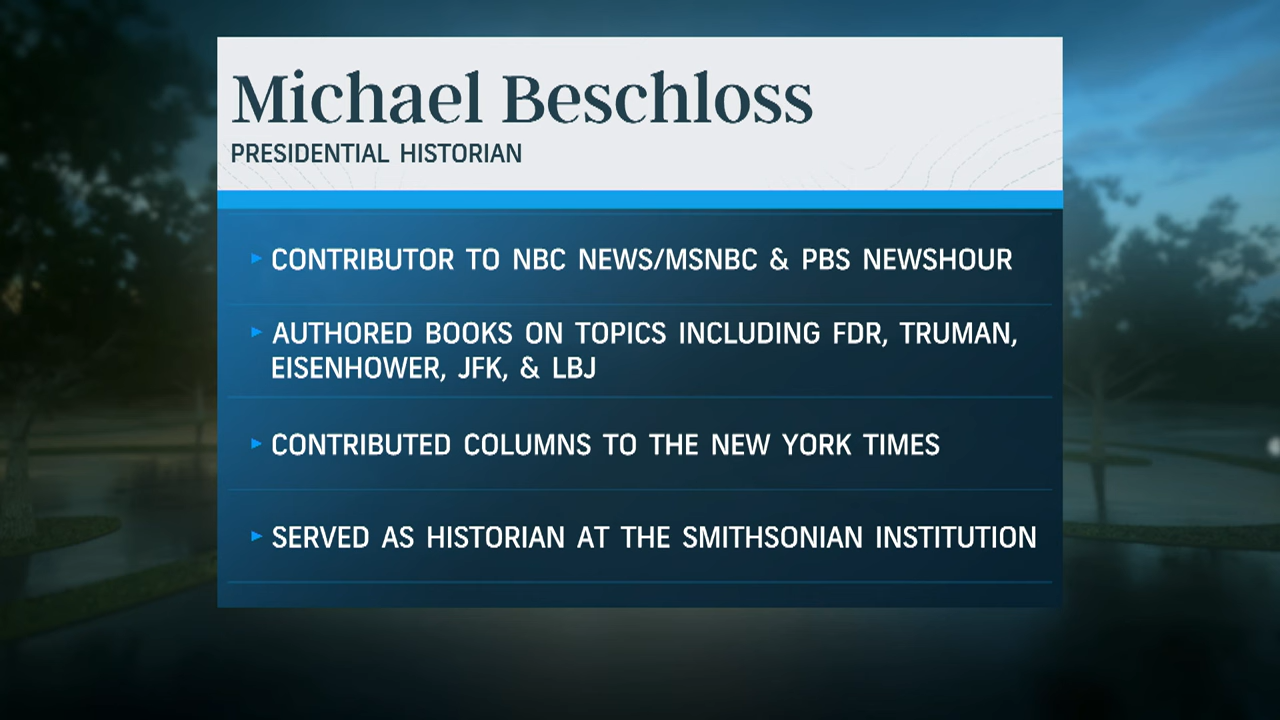 Michael Beschloss
PRESIDENTIAL HISTORIAN
CONTRIBUTOR TO NBC NEWS/MSNBC & PBS NEWSHOUR
AUTHORED BOOKS ON TOPICS INCLUDING FDR, TRUMAN,
EISENHOWER, JFK, & LBJ
CONTRIBUTED COLUMNS TO THE NEW YORK TIMES
SERVED AS HISTORIAN AT THE SMITHSONIAN INSTITUTION